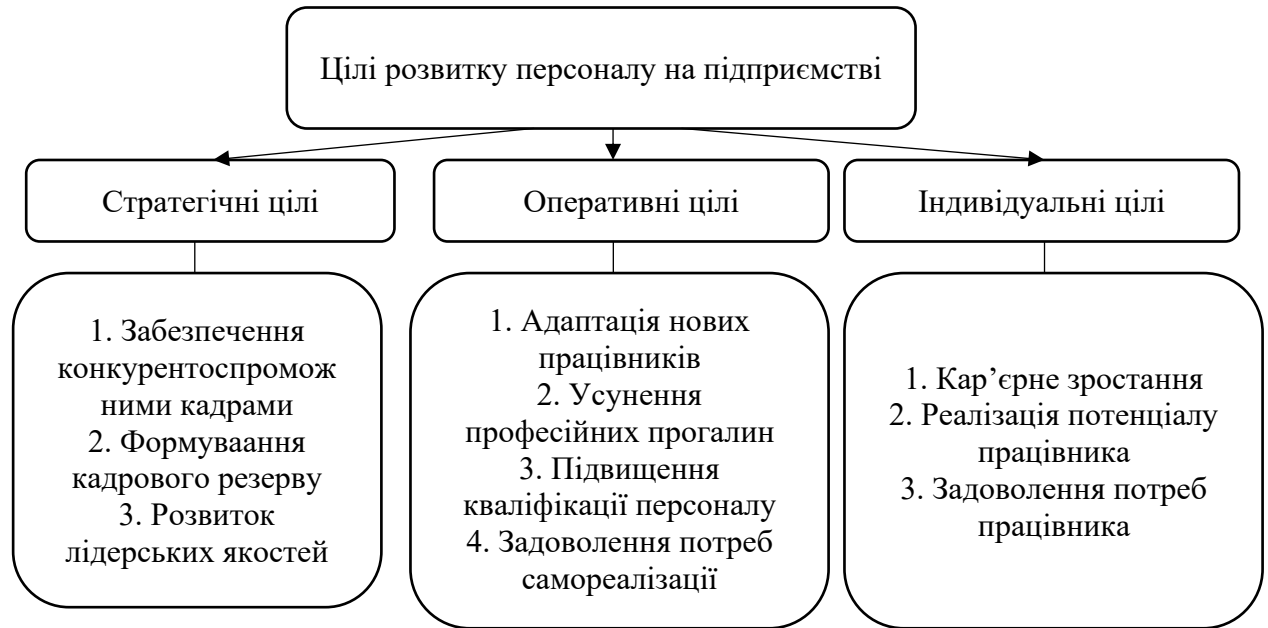 Цілі розвитку персоналу на підприємстві
Стратегічні цілі
Оперативні цілі
Індивідуальні цілі
1. Забезпечення
конкурентоспромож
ними кадрами
2. Формуваання
кадрового резерву
3. Розвиток
лідерських якостей
1. Адаптація нових
працівників
2. Усунення
професійних прогалин
3. Підвищення
кваліфікації персоналу
4. Задоволення потреб
самореалізації
1. Кар’єрне зростання
2. Реалізація потенціалу
працівника
3. Задоволення потреб
працівника